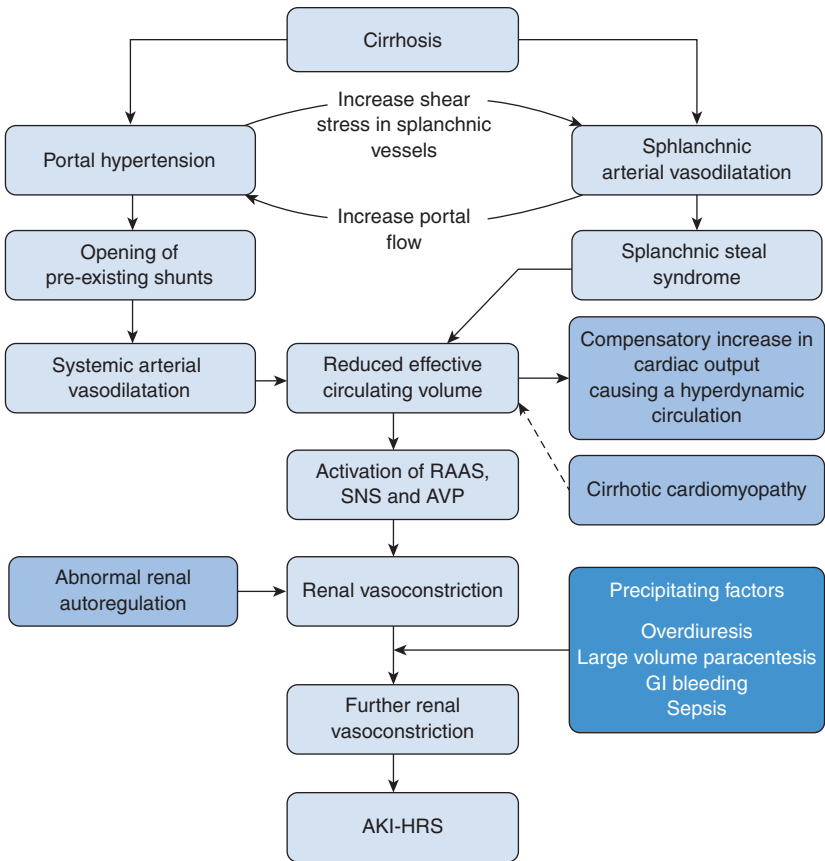 Cirrhosis
Increase shear
stress in splanchnic
vessels
Portal hypertension
Sphlanchnic
arterial vasodilatation
Increase portal
flow
Opening of
pre-existing shunts
Splanchnic steal
syndrome
Systemic arterial
vasodilatation
Reduced effective
circulating volume
Compensatory increase in
cardiac output
causing a hyperdynamic
circulation
Activation of RAAS,
SNS and AVP
Cirrhotic cardiomyopathy
Abnormal renal
autoregulation
Renal vasoconstriction
Precipitating factors
Overdiuresis
Large volume paracentesis
GI bleeding
Sepsis
Further renal
vasoconstriction
AKI-HRS